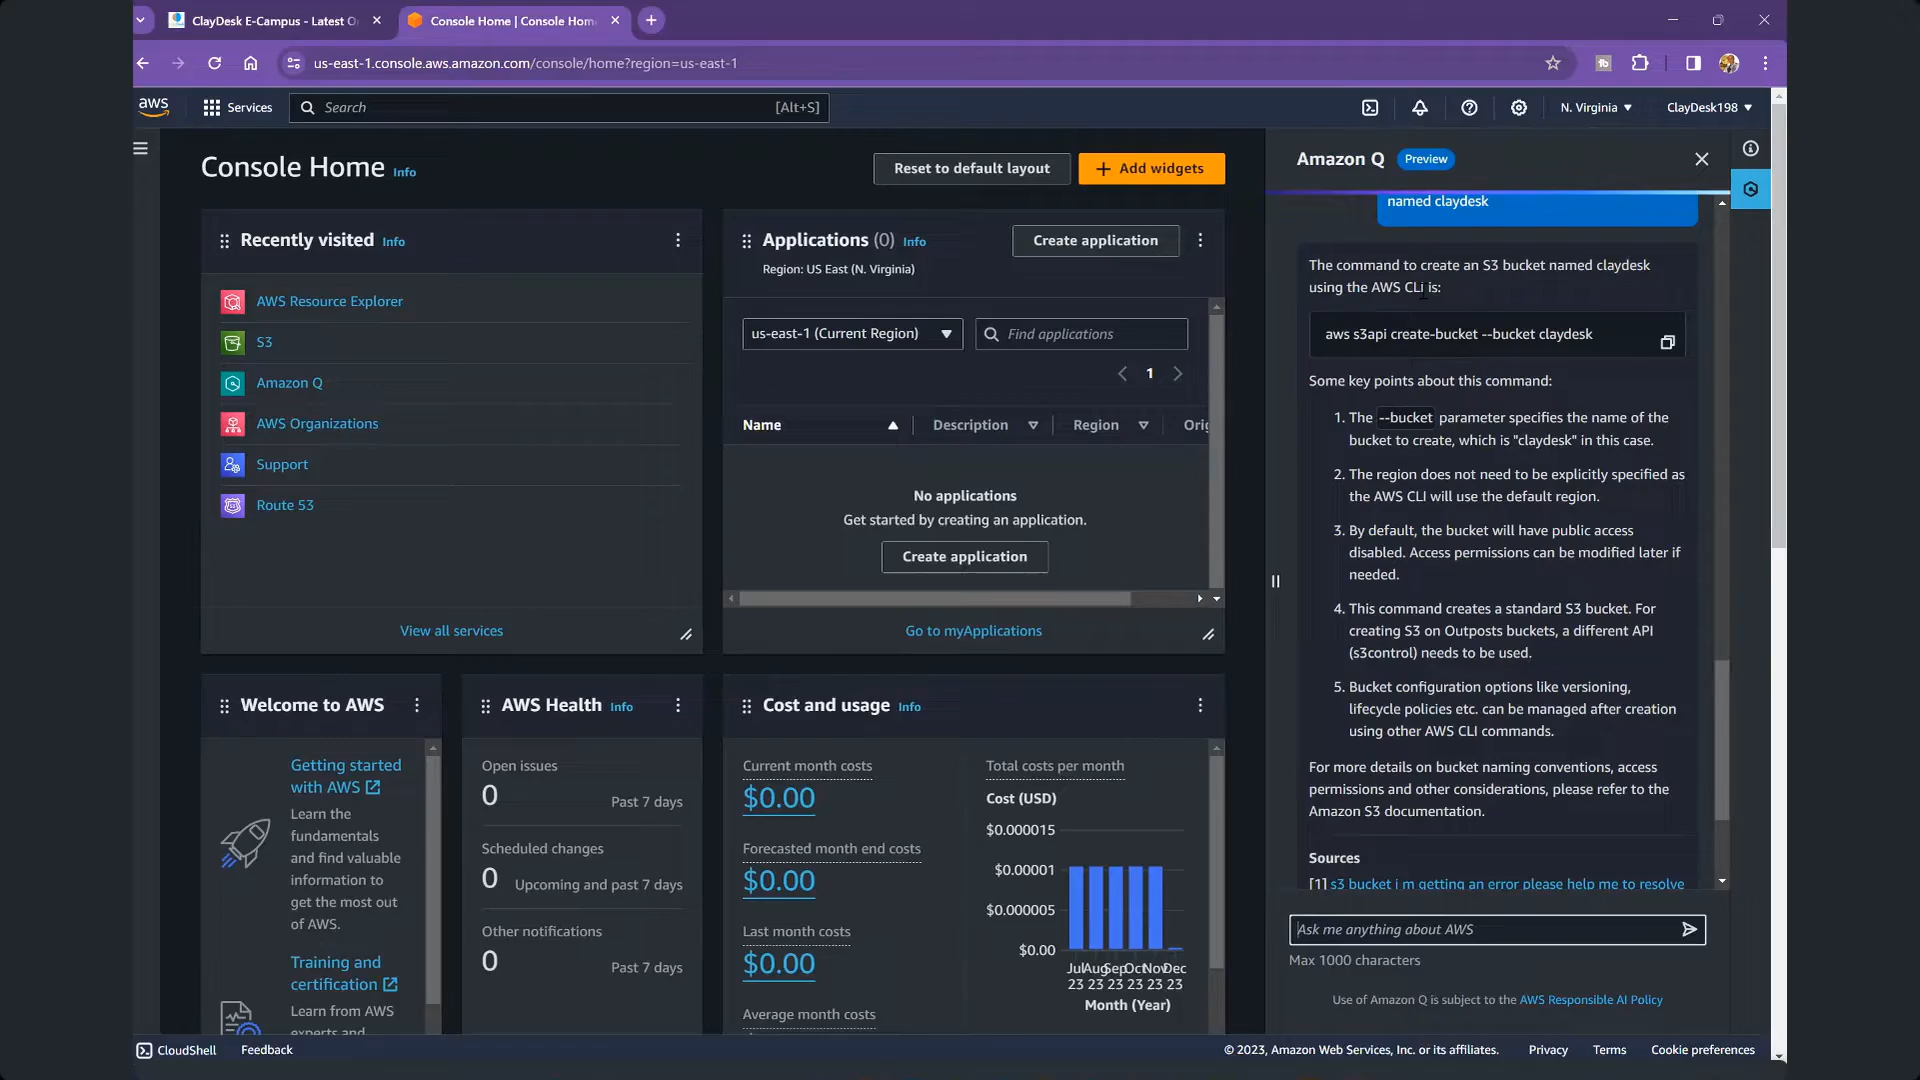 ClayDesk E-Campus - Latest O
Console Home | Console Hom
us-east-1.console.aws.amazon.com/console/home?region=us-east-1
aws
Services
Search
[Alt+S]
N. Virginia
ClayDesk198
Console Home Info
Reset to default layout
Add widgets
Recently visited Info
AWS Resource Explorer
S3
Amazon Q
AWS Organizations
Support
Route 53
View all services
Applications (0) Info
Region: US East (N. Virginia)
Create application
us-east-1 (Current Region)
Find applications
1
Name
Description
Region
Orig
No applications
Get started by creating an application.
Create application
Go to myApplications
Welcome to AWS
Getting started
with AWS
Learn the
fundamentals
and find valuable
information to
get the most out
of AWS.
Training and
certification
Learn from AWS
experts and
AWS Health Info
Open issues
0 Past 7 days
Scheduled changes
0 Upcoming and past 7 days
Other notifications
0 Past 7 days
Cost and usage Info
Current month costs
$0.00
Forecasted month end costs
$0.00
Last month costs
$0.00
Average month costs
Total costs per month
Cost (USD)
$0.000015
$0.00001
$0.000005
$0.00
Jul Aug Sep Oct Nov Dec
23 23 23 23 23 23
Month (Year)
Amazon Q Preview
named claydesk
The command to create an S3 bucket named claydesk
using the AWS CLI is:
aws s3api create-bucket --bucket claydesk
Some key points about this command:
1. The --bucket parameter specifies the name of the
bucket to create, which is "claydesk" in this case.
2. The region does not need to be explicitly specified as
the AWS CLI will use the default region.
3. By default, the bucket will have public access
disabled. Access permissions can be modified later if
needed.
4. This command creates a standard S3 bucket. For
creating S3 on Outposts buckets, a different API
(s3control) needs to be used.
5. Bucket configuration options like versioning,
lifecycle policies etc. can be managed after creation
using other AWS CLI commands.
For more details on bucket naming conventions, access
permissions and other considerations, please refer to the
Amazon S3 documentation.
Sources
[1] s3 bucket i m getting an error please help me to resolve
Ask me anything about AWS
Max 1000 characters
Use of Amazon Q is subject to the AWS Responsible AI Policy
CloudShell
Feedback
© 2023, Amazon Web Services, Inc. or its affiliates.
Privacy
Terms
Cookie preferences